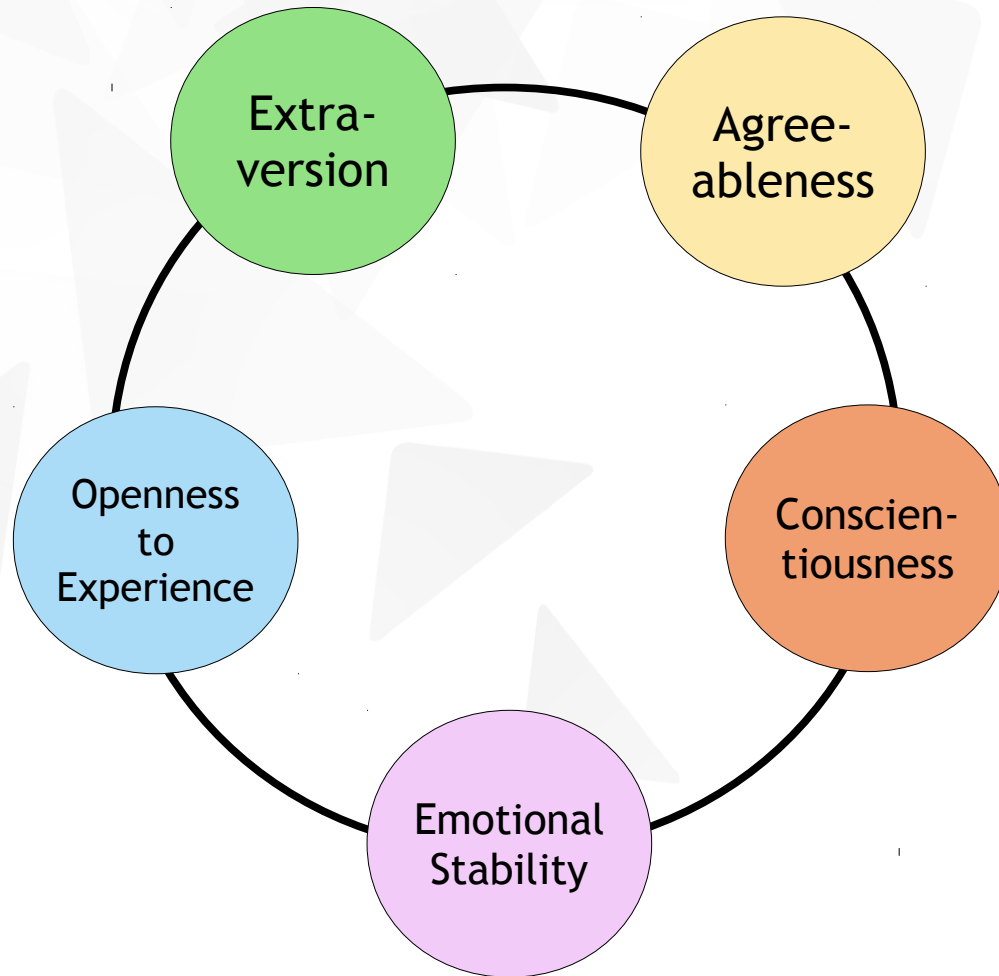 Extra-
version
Agree-
ableness
Openness
to
Experience
Conscien-
tiousness
Emotional
Stability